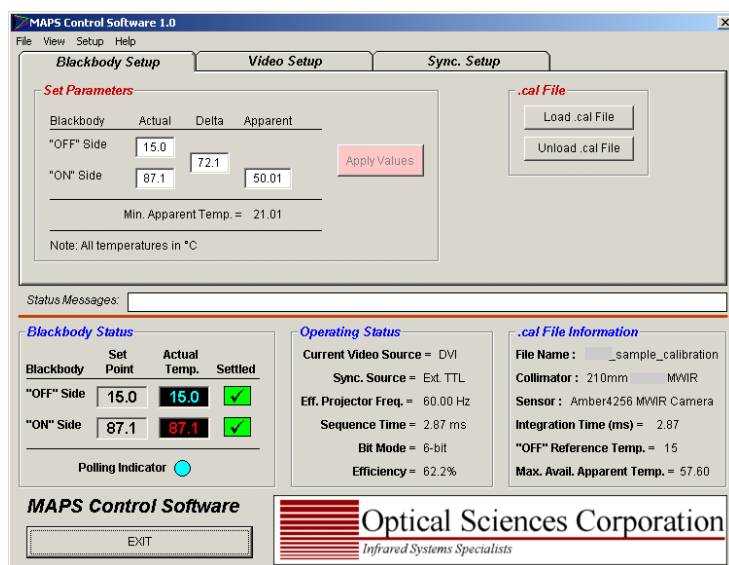 MAPS Control Software 1.0
File View Setup Help
Blackbody Setup Video Setup Sync. Setup
Set Parameters
Blackbody Actual Delta Apparent
"OFF" Side 15.0
72.1
"ON" Side 87.1 50.01
Apply Values
Min. Apparent Temp. = 21.01
Note: All temperatures in °C
.cal File
Load .cal File
Unload .cal File
Status Messages:
Blackbody Status
Blackbody Set Point Actual Temp. Settled
"OFF" Side 15.0 15.0
"ON" Side 87.1 87.1
Polling Indicator
Operating Status
Current Video Source = DVI
Sync. Source = Ext. TTL
Eff. Projector Freq. = 60.00 Hz
Sequence Time = 2.87 ms
Bit Mode = 6-bit
Efficiency = 62.2%
.cal File Information
File Name : _sample_calibration
Collimator : 210mm MWIR
Sensor : Amber4256 MWIR Camera
Integration Time (ms) = 2.87
"OFF" Reference Temp. = 15
Max. Avail. Apparent Temp. = 57.60
MAPS Control Software
EXIT
Optical Sciences Corporation
Infrared Systems Specialists